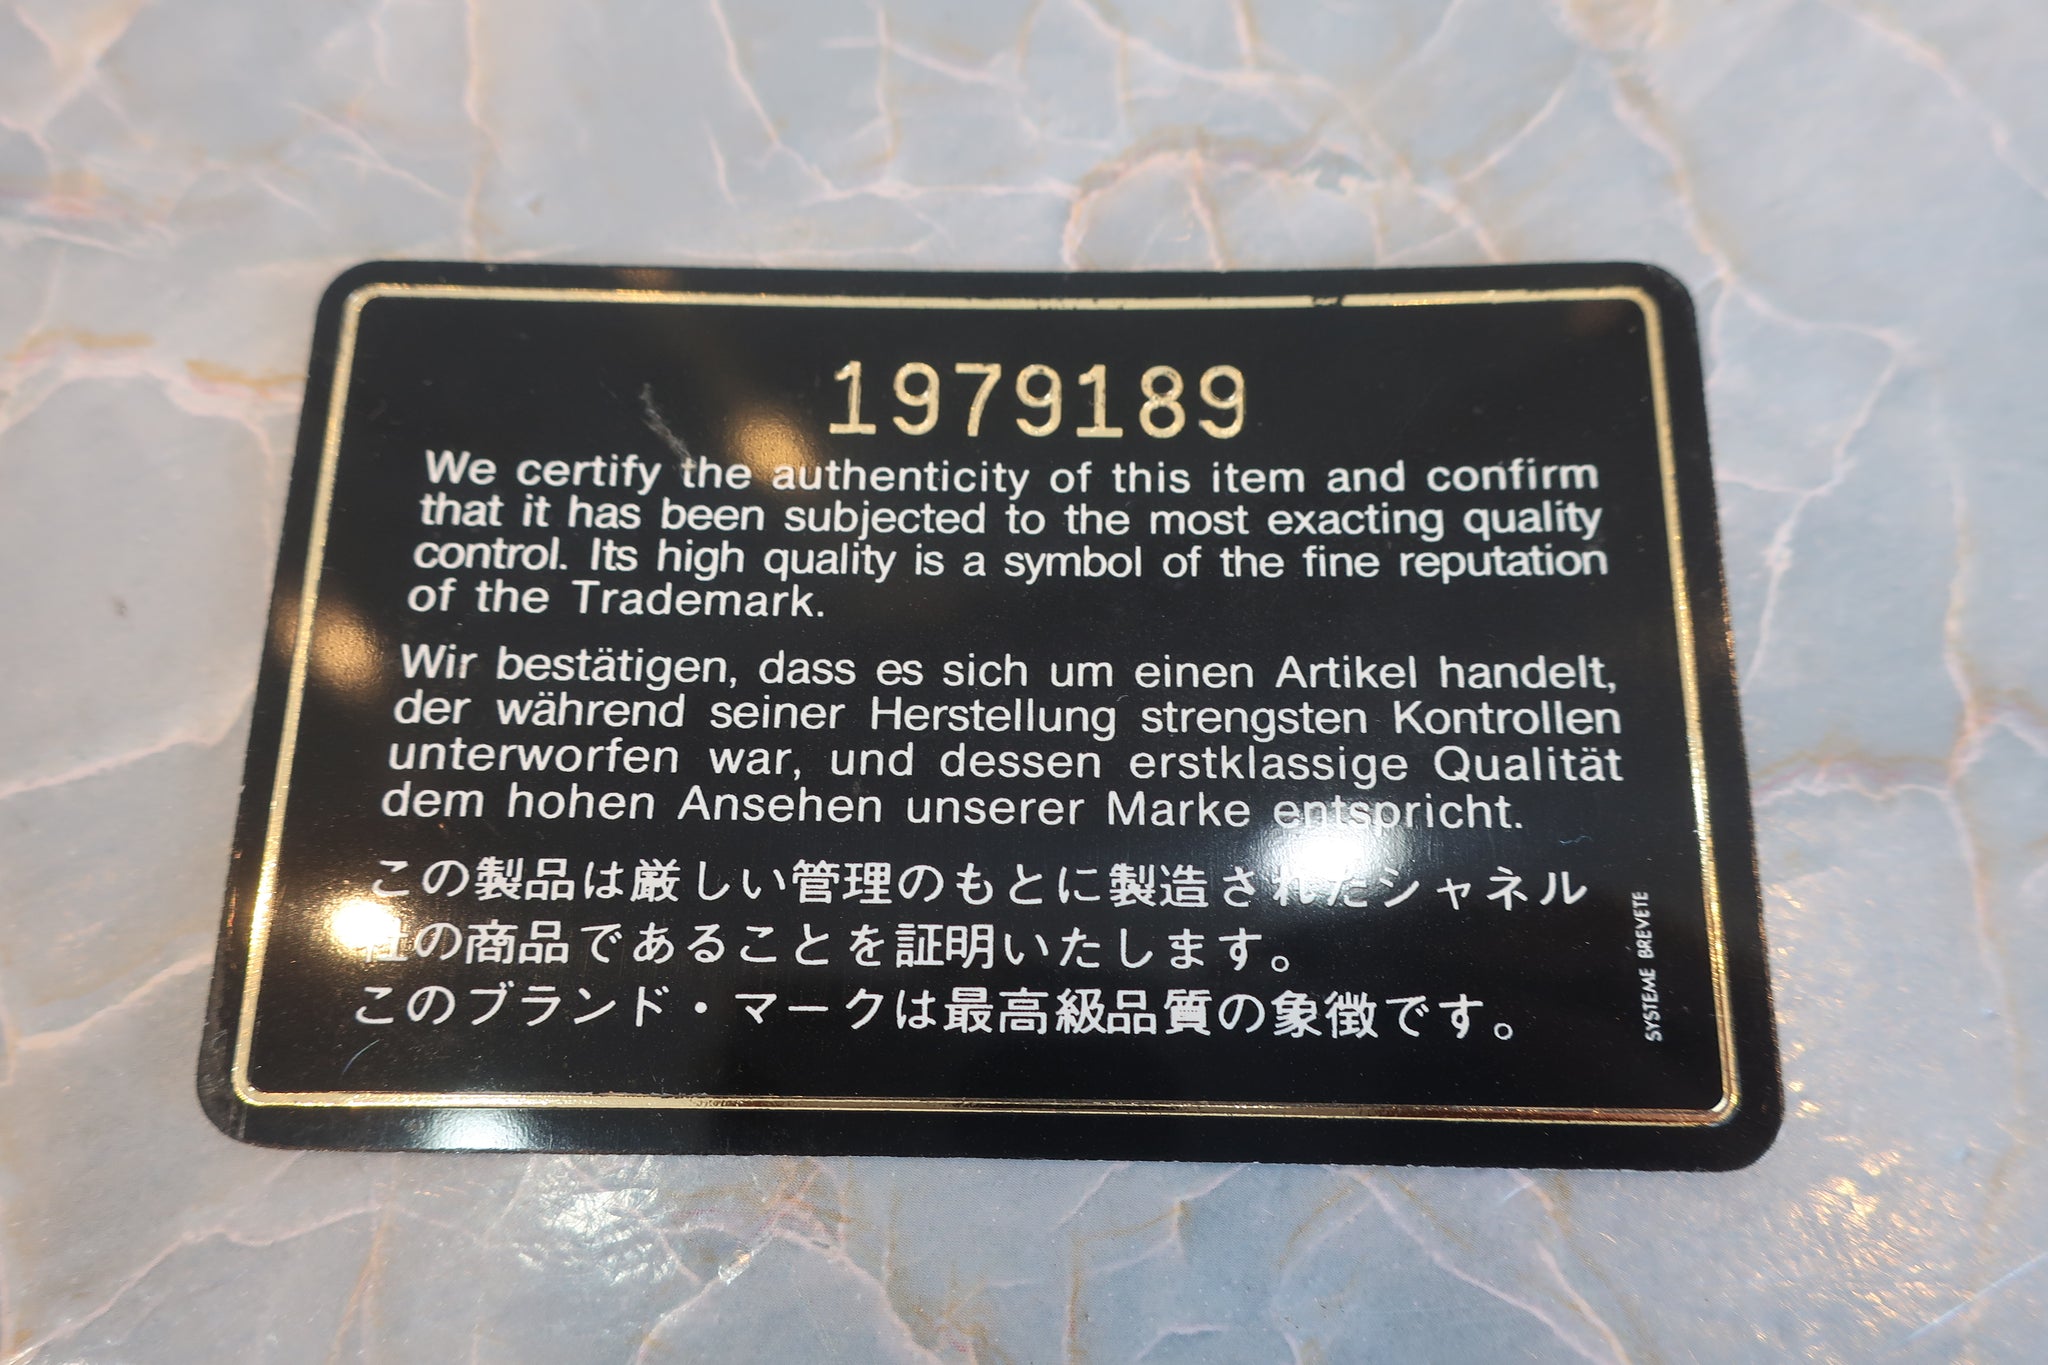 1979189
We certify the authenticity of this item and confirm
that it has been subjected to the most exacting quality
control. Its high quality is a symbol of the fine reputation
of the Trademark.
Wir bestätigen, dass es sich um einen Artikel handelt,
der während seiner Herstellung strengsten Kontrollen
unterworfen war, und dessen erstklassige Qualität
dem hohen Ansehen unserer Marke entspricht.
この製品は厳しい管理のもとに製造されたシャネル
社の商品であることを証明いたします。
このブランド・マークは最高級品質の象徴です。
SYSTEME BREVETE